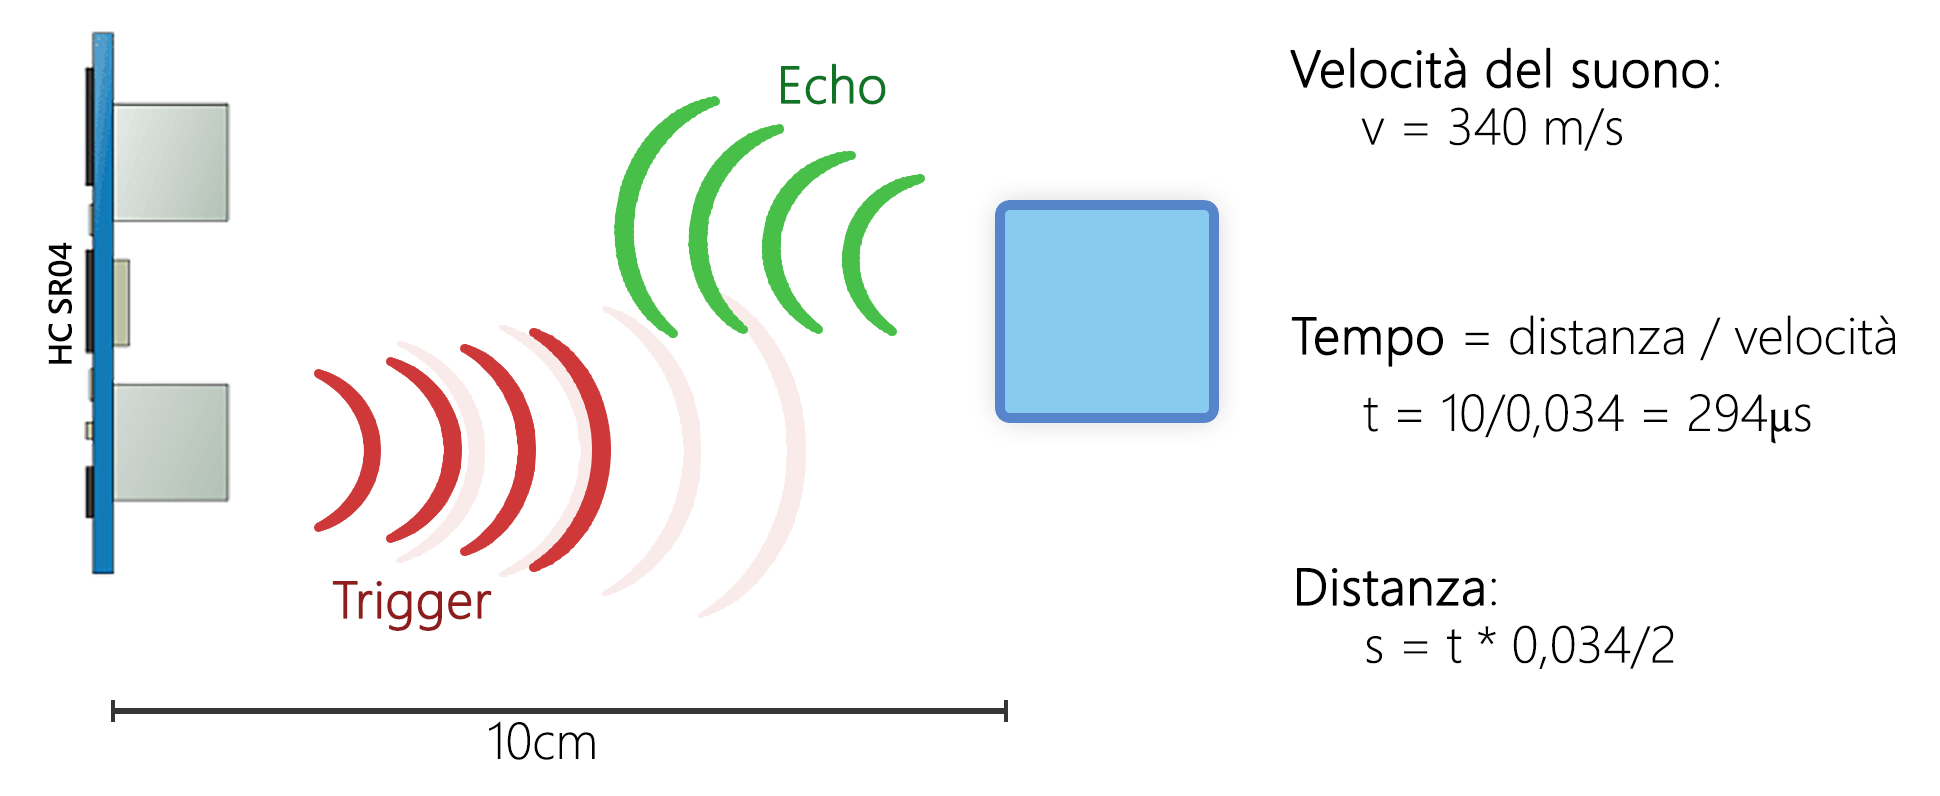 HC SR04
Echo
Trigger
10cm
Velocità del suono:
v = 340 m/s
Tempo = distanza / velocità
t = 10/0,034 = 294μs
Distanza:
s = t * 0,034/2